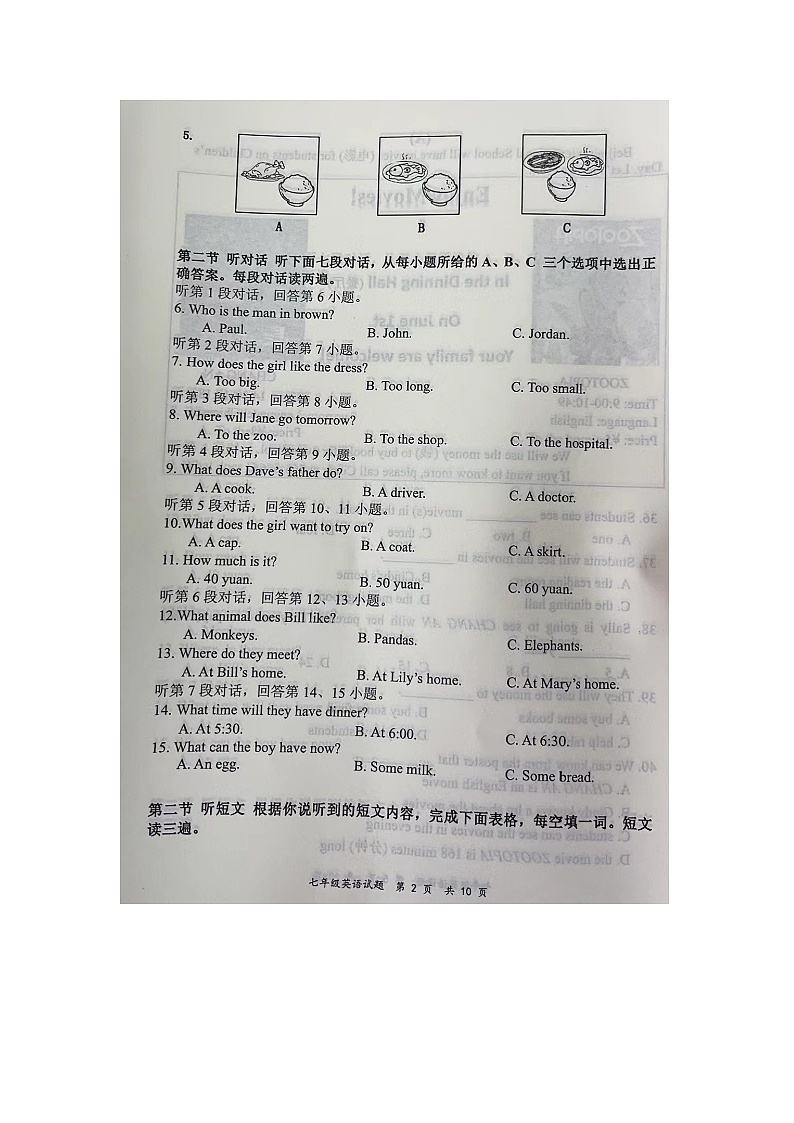 5.
A B C
第二节 听对话 听下面七段对话，从每小题所给的 A、B、C 三个选项中选出正
确答案。每段对话读两遍。
听第 1 段对话，回答第 6 小题。
6. Who is the man in brown?
A. Paul. B. John. C. Jordan.
听第 2 段对话，回答第 7 小题。
7. How does the girl like the dress?
A. Too big. B. Too long. C. Too small.
听第 3 段对话，回答第 8 小题。
8. Where will Jane go tomorrow?
A. To the zoo. B. To the shop. C. To the hospital.
听第 4 段对话，回答第 9 小题。
9. What does Dave's father do?
A. A cook. B. A driver. C. A doctor.
听第 5 段对话，回答第 10、11 小题。
10.What does the girl want to try on?
A. A cap. B. A coat. C. A skirt.
11. How much is it?
A. 40 yuan. B. 50 yuan. C. 60 yuan.
听第 6 段对话，回答第 12、13 小题。
12.What animal does Bill like?
A. Monkeys. B. Pandas. C. Elephants.
13. Where do they meet?
A. At Bill's home. B. At Lily's home. C. At Mary's home.
听第 7 段对话，回答第 14、15 小题。
14. What time will they have dinner?
A. At 5:30. B. At 6:00. C. At 6:30.
15. What can the boy have now?
A. An egg. B. Some milk. C. Some bread.
第二节 听短文 根据你说听到的短文内容，完成下面表格，每空填一词。短文
读三遍。
七年级英语试题 第 2 页 共 10 页